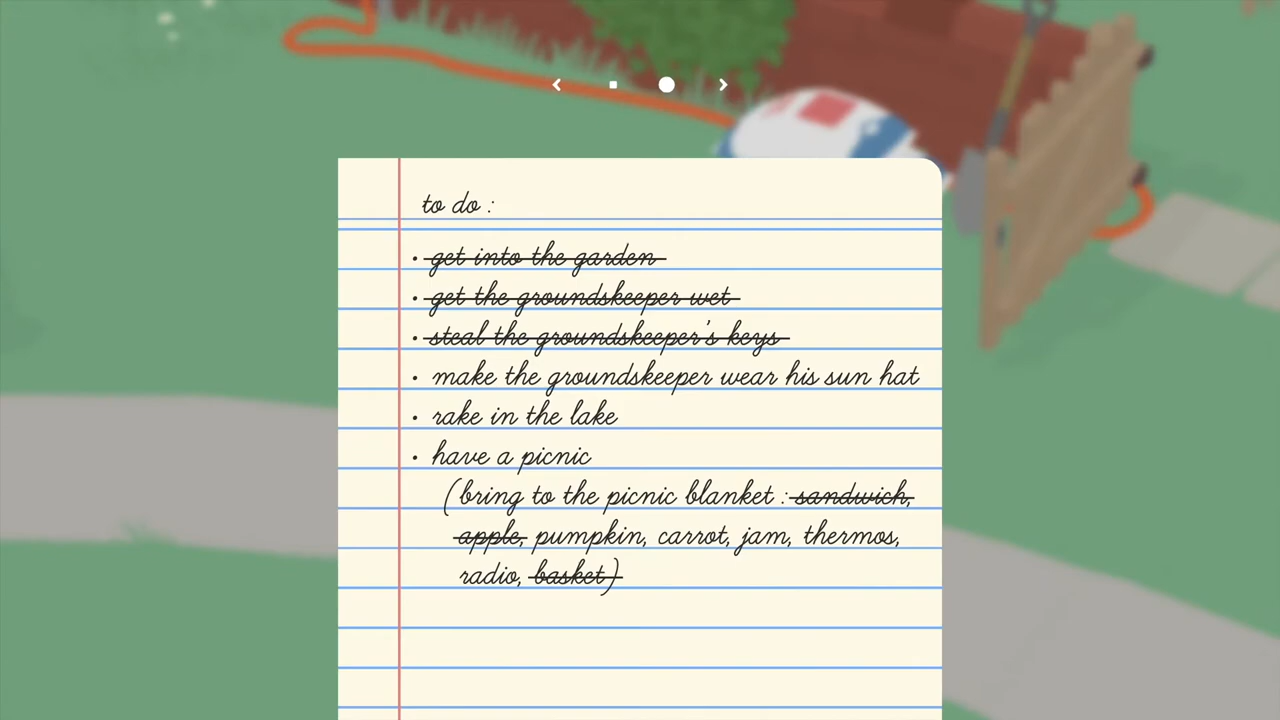 to do :
• get into the garden
• get the groundskeeper wet
• steal the groundskeeper's keys
• make the groundskeeper wear his sun hat
• rake in the lake
• have a picnic
(bring to the picnic blanket : sandwich,
apple, pumpkin, carrot, jam, thermos,
radio, basket)